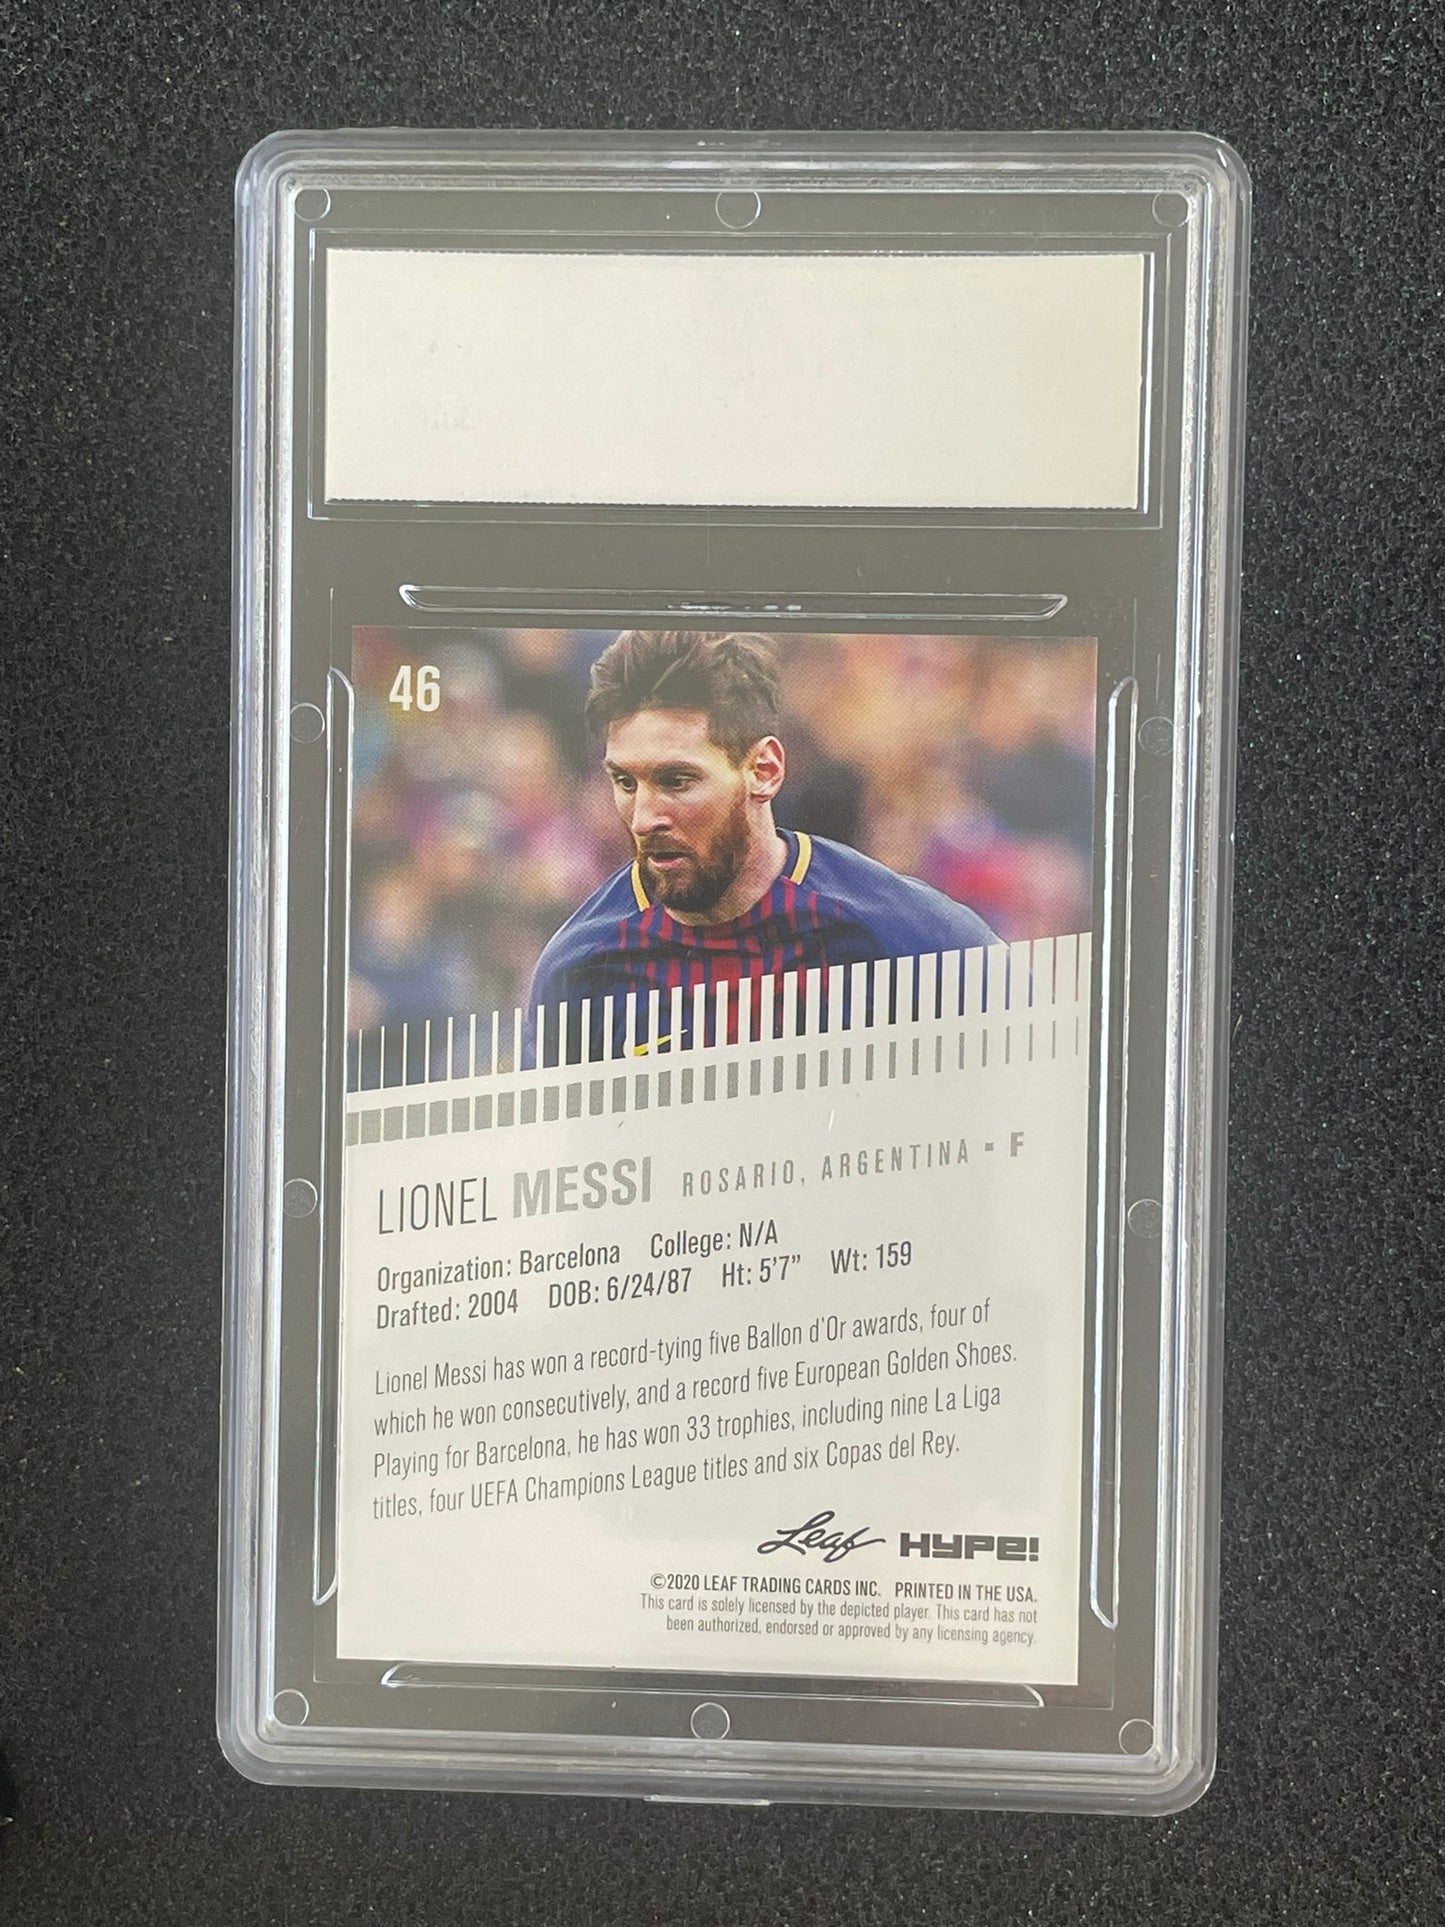 46
LIONEL MESSI ROSARIO, ARGENTINA - F
Organization: Barcelona College: N/A
Drafted: 2004 DOB: 6/24/87 Ht: 5'7" Wt: 159
Lionel Messi has won a record-tying five Ballon d'Or awards, four of
which he won consecutively, and a record five European Golden Shoes.
Playing for Barcelona, he has won 33 trophies, including nine La Liga
titles, four UEFA Champions League titles and six Copas del Rey.
Leaf HYPE!
©2020 LEAF TRADING CARDS INC. PRINTED IN THE USA.
This card is solely licensed by the depicted player. This card has not
been authorized, endorsed or approved by any licensing agency.